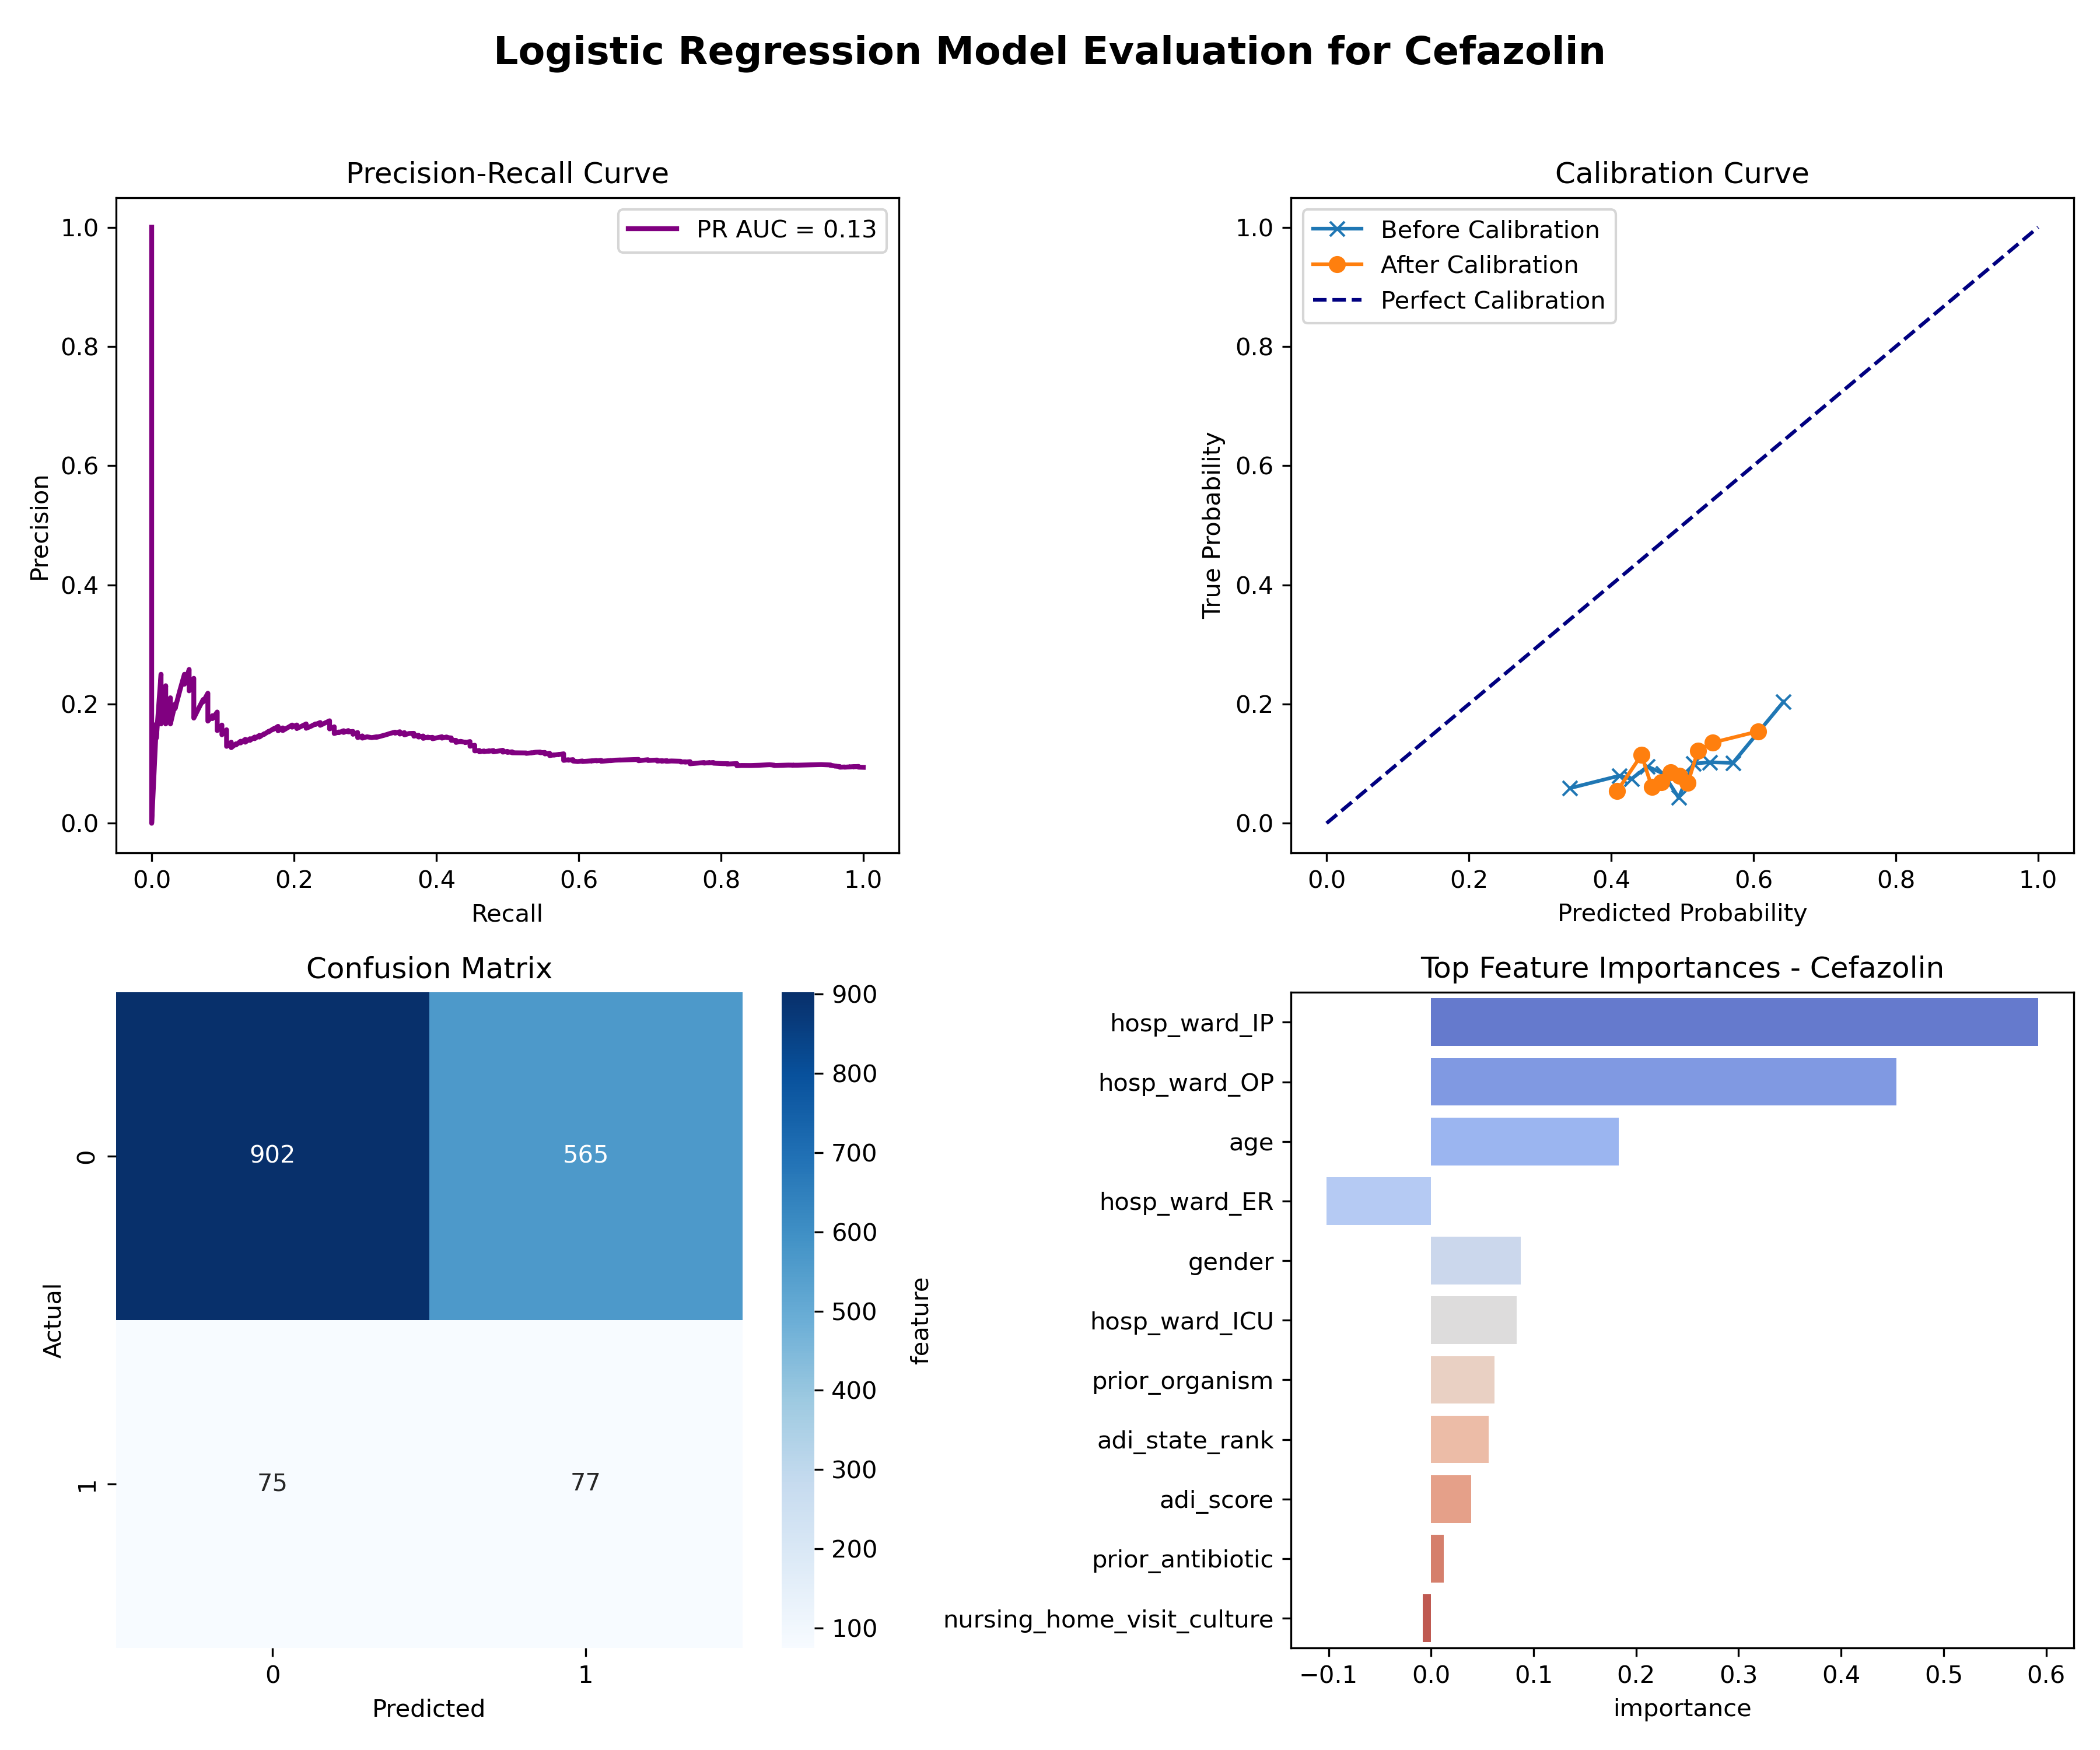 Logistic Regression Model Evaluation for Cefazolin
Precision-Recall Curve
PR AUC = 0.13
1.0
0.8
0.6
0.4
0.2
0.0
Precision
0.0 0.2 0.4 0.6 0.8 1.0
Recall
Calibration Curve
Before Calibration
After Calibration
Perfect Calibration
1.0
0.8
0.6
0.4
0.2
0.0
True Probability
0.0 0.2 0.4 0.6 0.8 1.0
Predicted Probability
Confusion Matrix
902 565
75 77
0
1
Actual
0 1
Predicted
900
800
700
600
500
400
300
200
100
Top Feature Importances - Cefazolin
feature
hosp_ward_IP
hosp_ward_OP
age
hosp_ward_ER
gender
hosp_ward_ICU
prior_organism
adi_state_rank
adi_score
prior_antibiotic
nursing_home_visit_culture
−0.1 0.0 0.1 0.2 0.3 0.4 0.5 0.6
importance